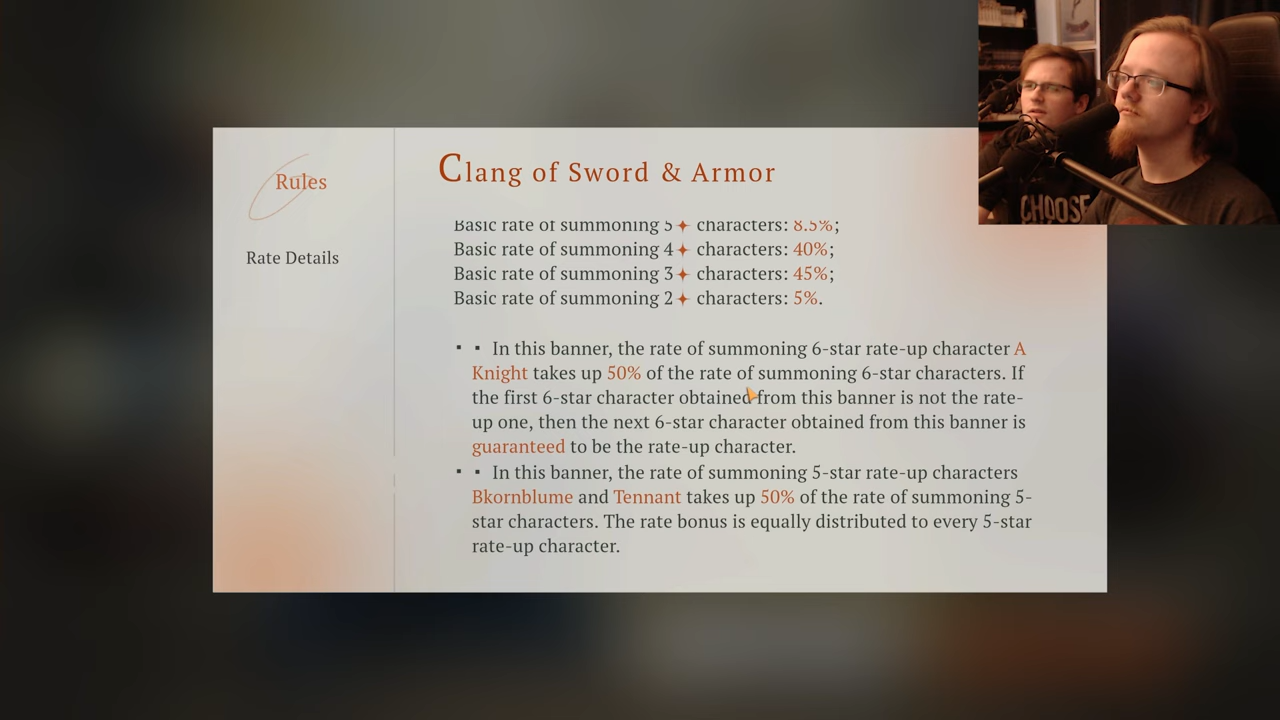 Rules
Rate Details
Clang of Sword & Armor
Basic rate of summoning 5✦ characters: 8.5%;
Basic rate of summoning 4✦ characters: 40%;
Basic rate of summoning 3✦ characters: 45%;
Basic rate of summoning 2✦ characters: 5%.
▪ ▪ In this banner, the rate of summoning 6-star rate-up character A
Knight takes up 50% of the rate of summoning 6-star characters. If
the first 6-star character obtained from this banner is not the rate-
up one, then the next 6-star character obtained from this banner is
guaranteed to be the rate-up character.
▪ ▪ In this banner, the rate of summoning 5-star rate-up characters
Bkornblume and Tennant takes up 50% of the rate of summoning 5-
star characters. The rate bonus is equally distributed to every 5-star
rate-up character.
CHOOSE